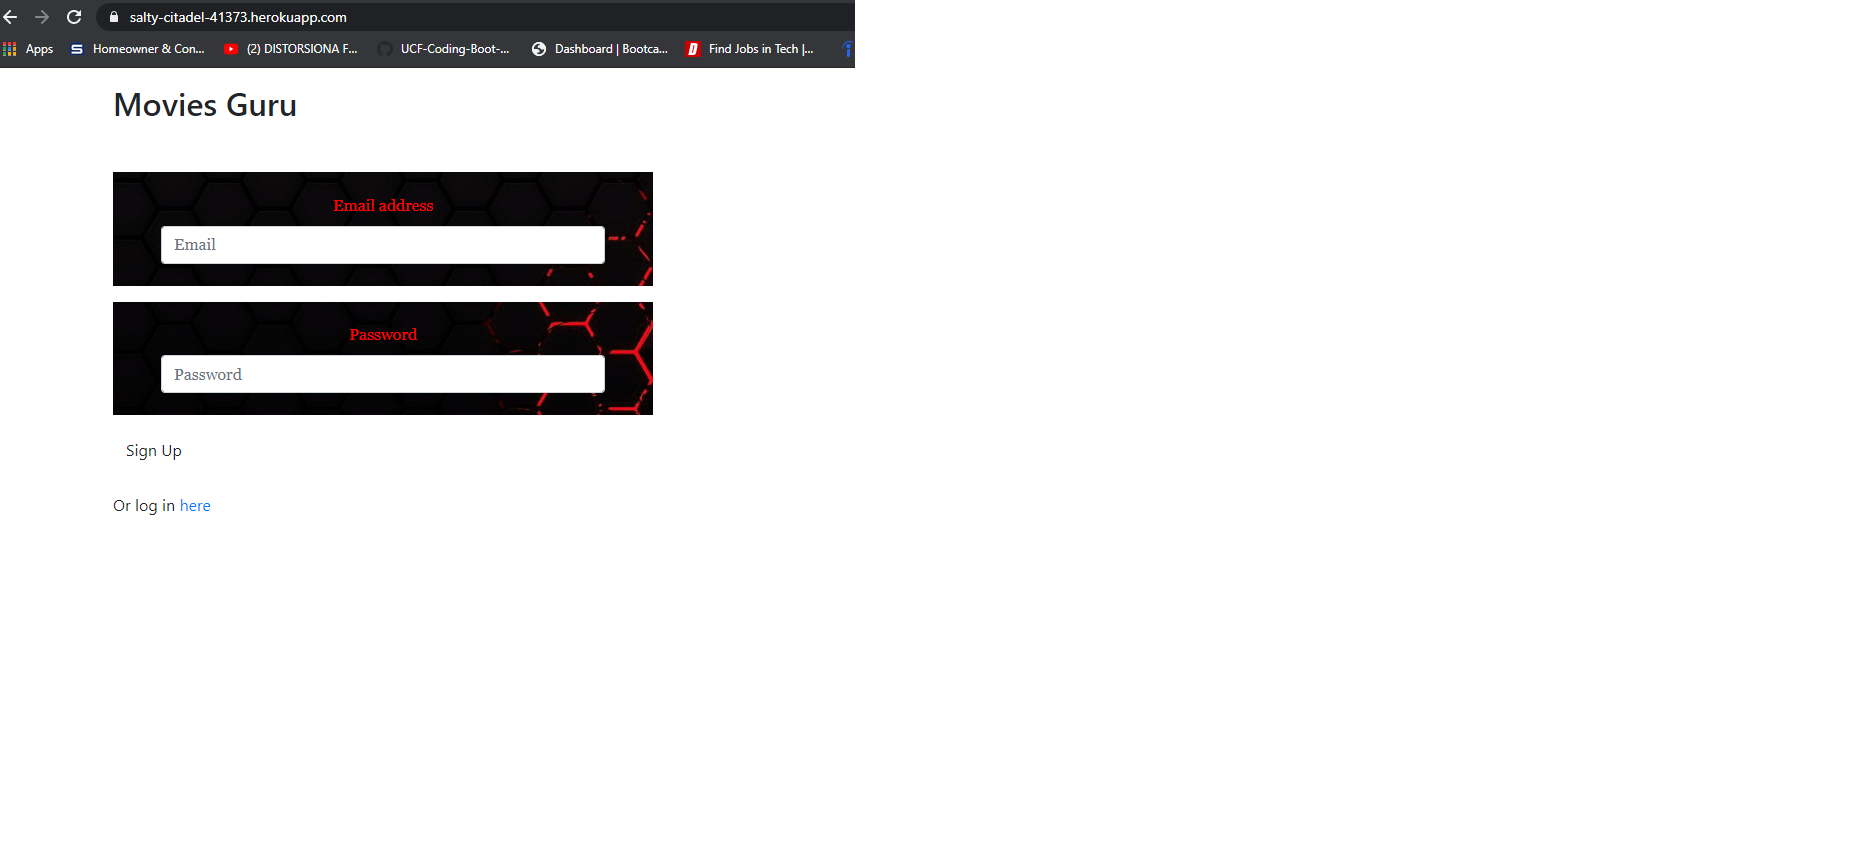 salty-citadel-41373.herokuapp.com
Apps Homeowner & Con... (2) DISTORSIONA F... UCF-Coding-Boot-... Dashboard | Bootca... Find Jobs in Tech |...
Movies Guru
Email address
Email
Password
Password
Sign Up
Or log in here